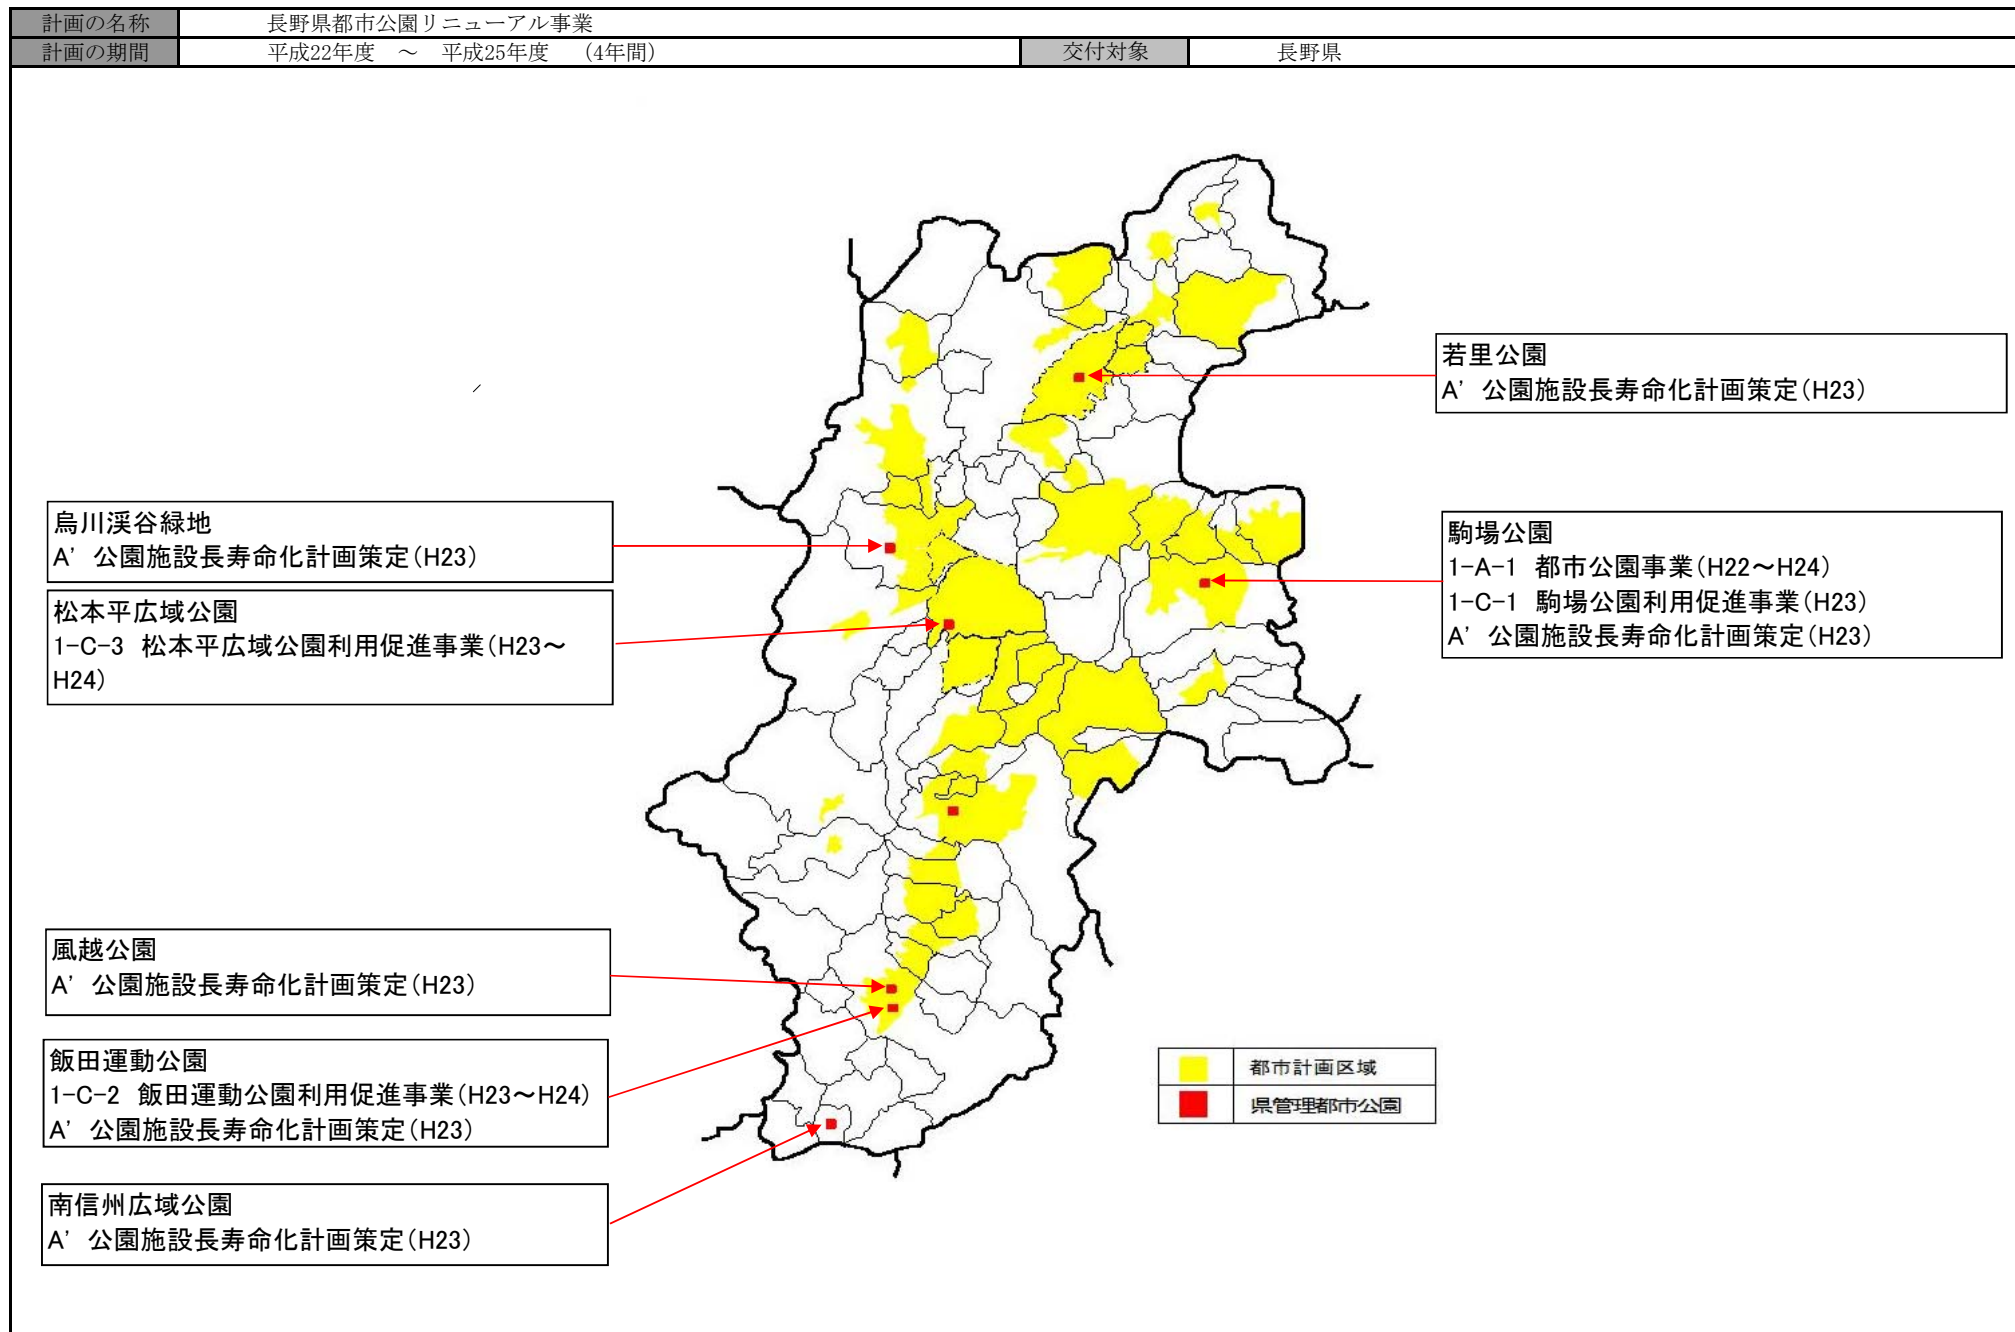 計画の名称 長野県都市公園リニューアル事業
計画の期間 平成22年度 ～ 平成25年度 (4年間) 交付対象 長野県
若里公園
A’ 公園施設長寿命化計画策定(H23)
烏川渓谷緑地
A’ 公園施設長寿命化計画策定(H23)
駒場公園
1-A-1 都市公園事業(H22～H24)
1-C-1 駒場公園利用促進事業(H23)
A’ 公園施設長寿命化計画策定(H23)
松本平広域公園
1-C-3 松本平広域公園利用促進事業(H23～
H24)
風越公園
A’ 公園施設長寿命化計画策定(H23)
飯田運動公園
1-C-2 飯田運動公園利用促進事業(H23～H24)
A’ 公園施設長寿命化計画策定(H23)
都市計画区域
県管理都市公園
南信州広域公園
A’ 公園施設長寿命化計画策定(H23)